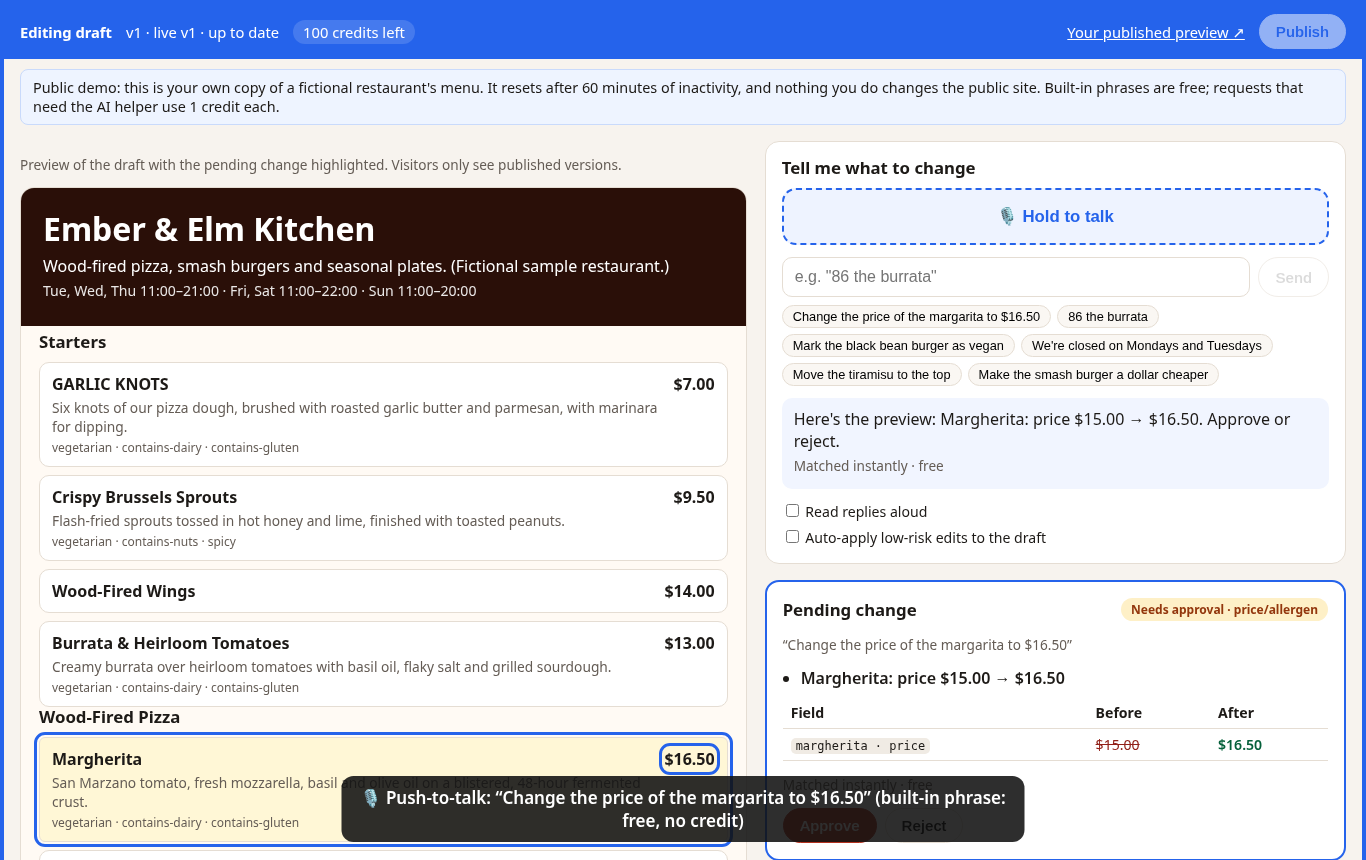 Editing draft v1 · live v1 · up to date 100 credits left Your published preview ↗ Publish
Public demo: this is your own copy of a fictional restaurant's menu. It resets after 60 minutes of inactivity, and nothing you do changes the public site. Built-in phrases are free; requests that
need the AI helper use 1 credit each.
Preview of the draft with the pending change highlighted. Visitors only see published versions.
Ember & Elm Kitchen
Wood-fired pizza, smash burgers and seasonal plates. (Fictional sample restaurant.)
Tue, Wed, Thu 11:00–21:00 · Fri, Sat 11:00–22:00 · Sun 11:00–20:00
Starters
GARLIC KNOTS $7.00
Six knots of our pizza dough, brushed with roasted garlic butter and parmesan, with marinara
for dipping.
vegetarian · contains-dairy · contains-gluten
Crispy Brussels Sprouts $9.50
Flash-fried sprouts tossed in hot honey and lime, finished with toasted peanuts.
vegetarian · contains-nuts · spicy
Wood-Fired Wings $14.00
Burrata & Heirloom Tomatoes $13.00
Creamy burrata over heirloom tomatoes with basil oil, flaky salt and grilled sourdough.
vegetarian · contains-dairy · contains-gluten
Wood-Fired Pizza
Margherita $16.50
San Marzano tomato, fresh mozzarella, basil and olive oil on a blistered, 48-hour fermented
crust.
vegetarian · contains-dairy · contains-gluten
Tell me what to change
🎙️ Hold to talk
e.g. "86 the burrata" Send
Change the price of the margarita to $16.50 86 the burrata
Mark the black bean burger as vegan We're closed on Mondays and Tuesdays
Move the tiramisu to the top Make the smash burger a dollar cheaper
Here's the preview: Margherita: price $15.00 → $16.50. Approve or
reject.
Matched instantly · free
Read replies aloud
Auto-apply low-risk edits to the draft
Pending change Needs approval · price/allergen
“Change the price of the margarita to $16.50”
• Margherita: price $15.00 → $16.50
Field Before After
margherita · price $15.00 $16.50
Matched instantly · free
Approve Reject
🎙️ Push-to-talk: “Change the price of the margarita to $16.50” (built-in phrase:
free, no credit)